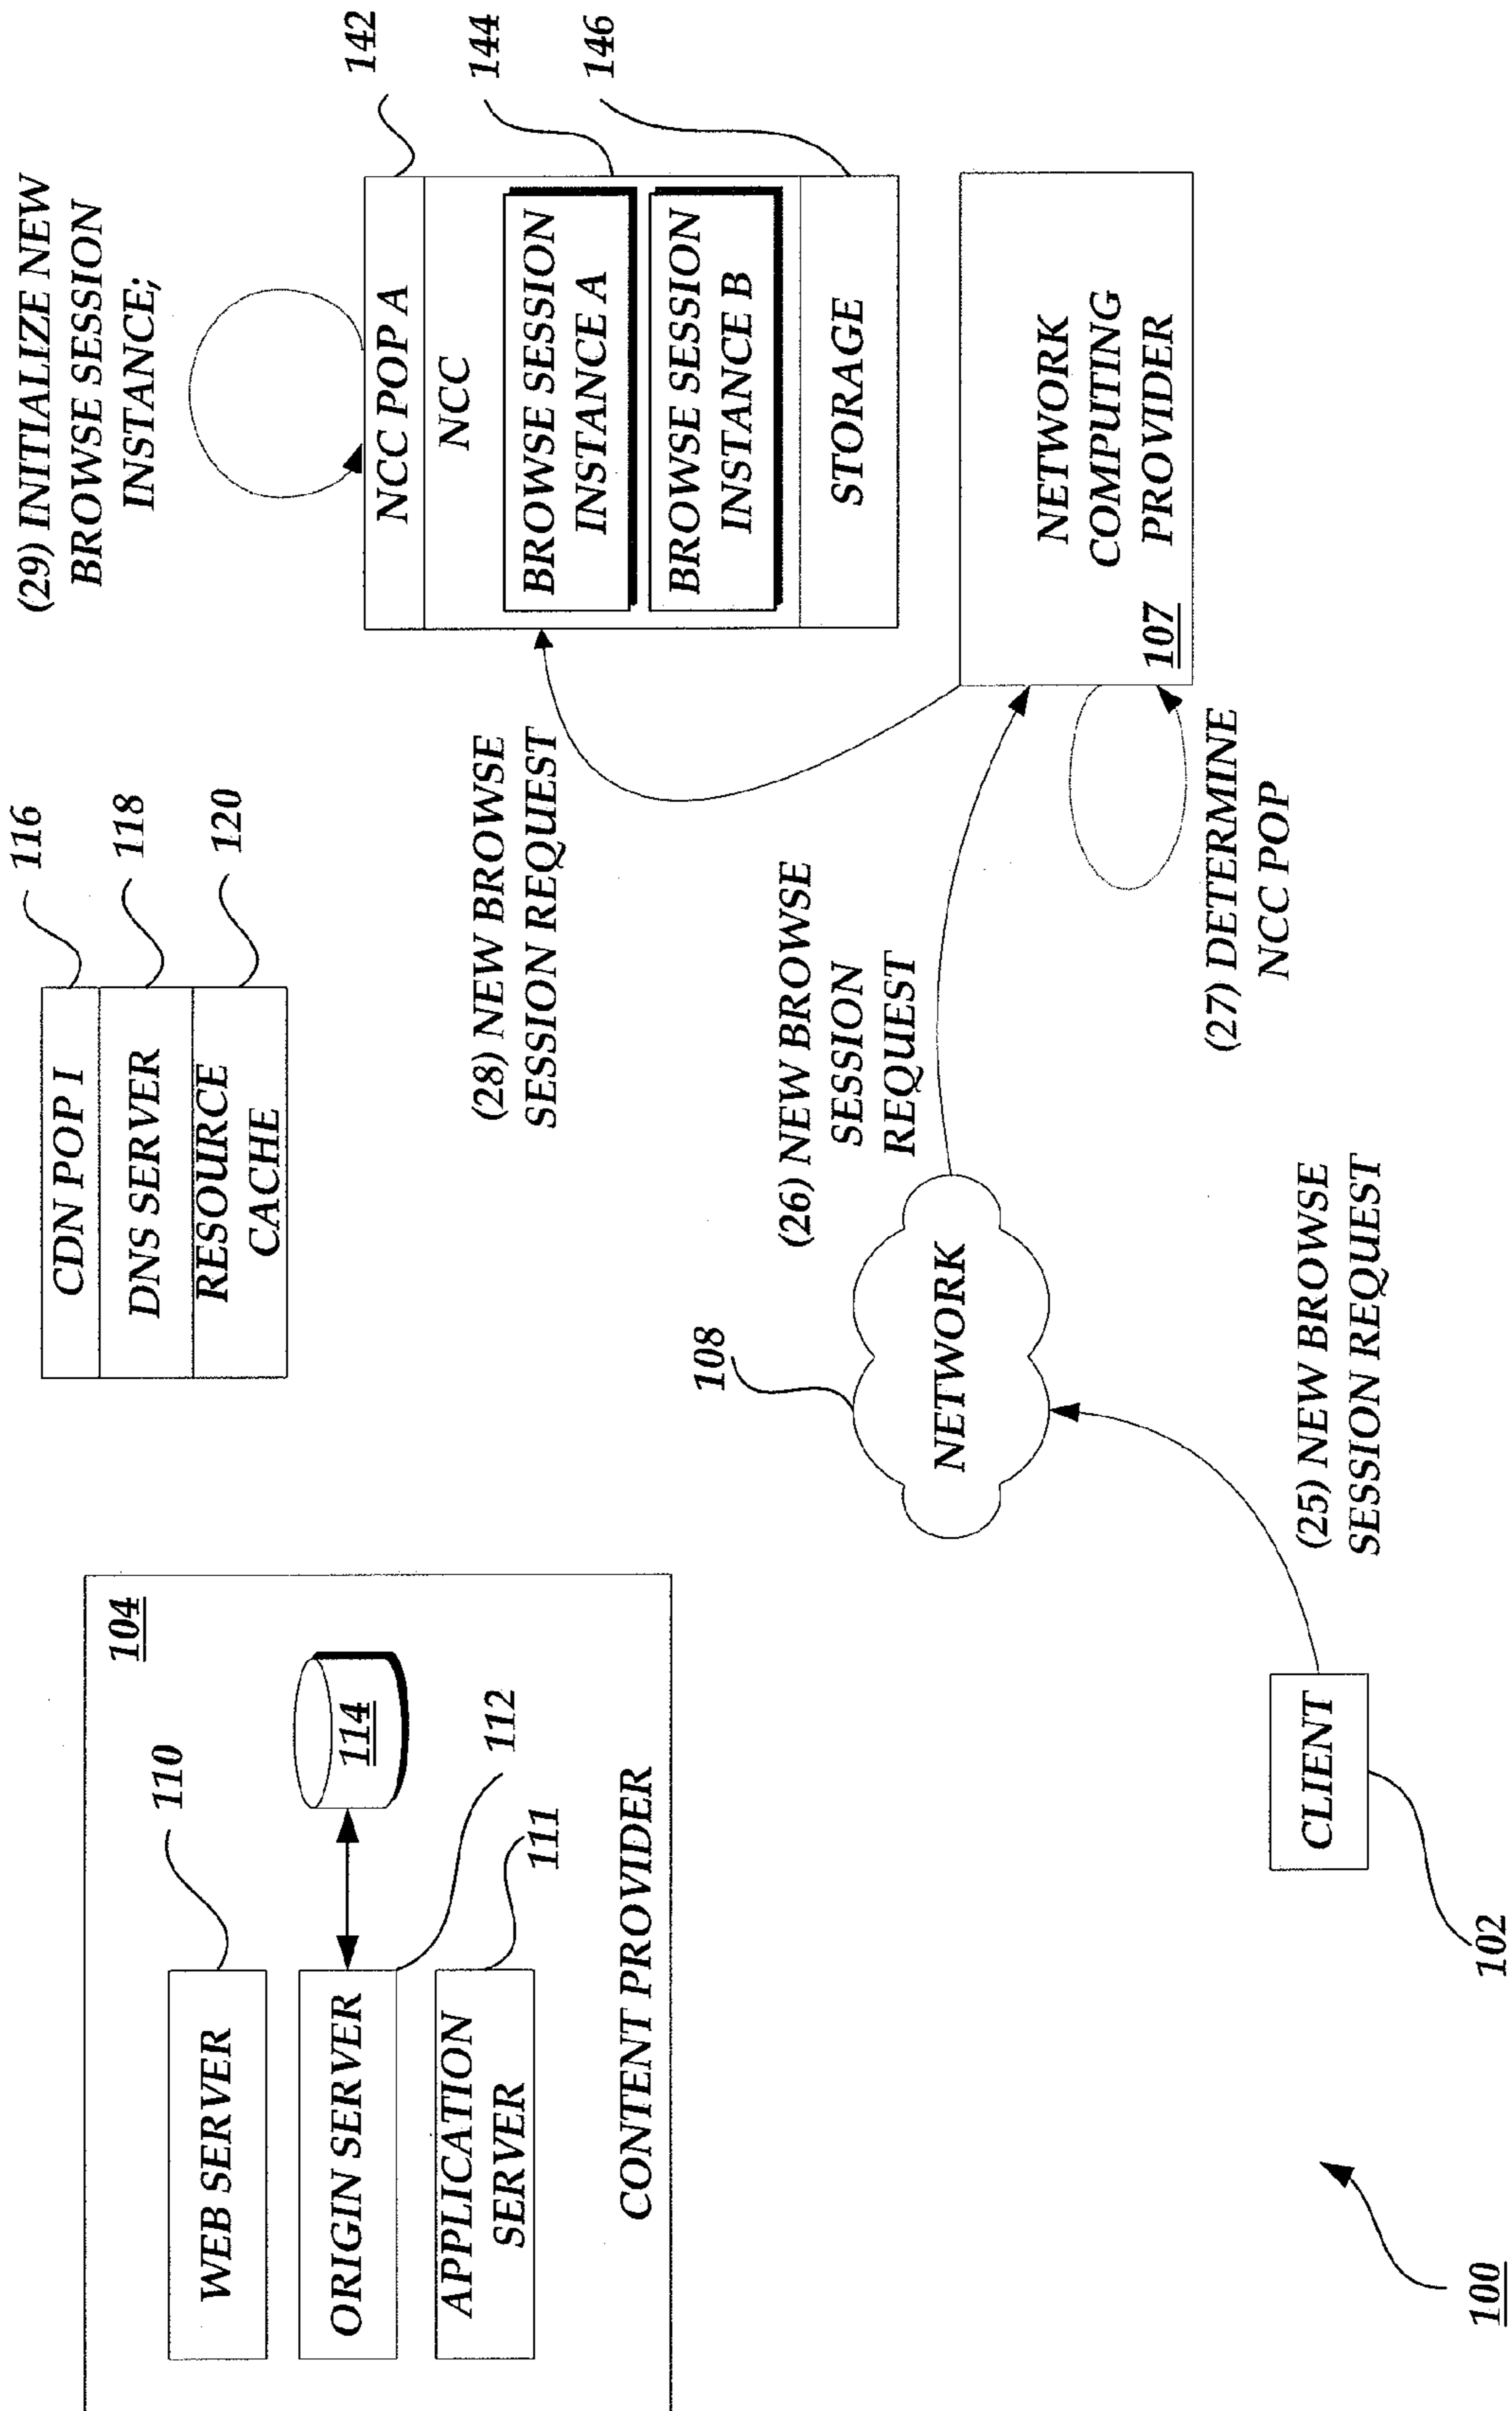 104
WEB SERVER
110
ORIGIN SERVER
114
112
APPLICATION
SERVER
111
CONTENT PROVIDER
CDN POP I
DNS SERVER
RESOURCE
CACHE
116
118
120
(29) INITIALIZE NEW
BROWSE SESSION
INSTANCE;
NCC POP A
142
NCC
BROWSE SESSION
INSTANCE A
144
BROWSE SESSION
INSTANCE B
146
STORAGE
(28) NEW BROWSE
SESSION REQUEST
NETWORK
COMPUTING
PROVIDER
107
(26) NEW BROWSE
SESSION
REQUEST
108
NETWORK
(27) DETERMINE
NCC POP
(25) NEW BROWSE
SESSION REQUEST
CLIENT
102
100